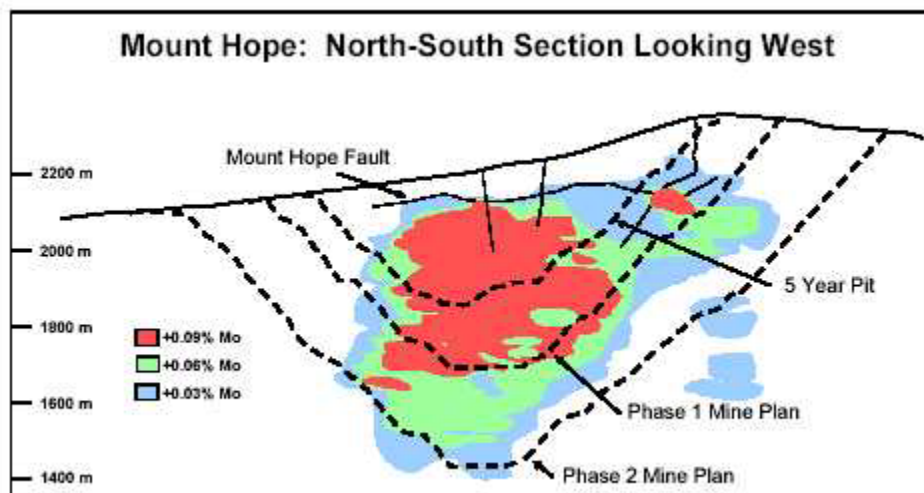 Mount Hope: North-South Section Looking West
Mount Hope Fault
2200 m
2000 m
5 Year Pit
1800 m
+0.09% Mo
+0.06% Mo
+0.03% Mo
1600 m
Phase 1 Mine Plan
1400 m
Phase 2 Mine Plan